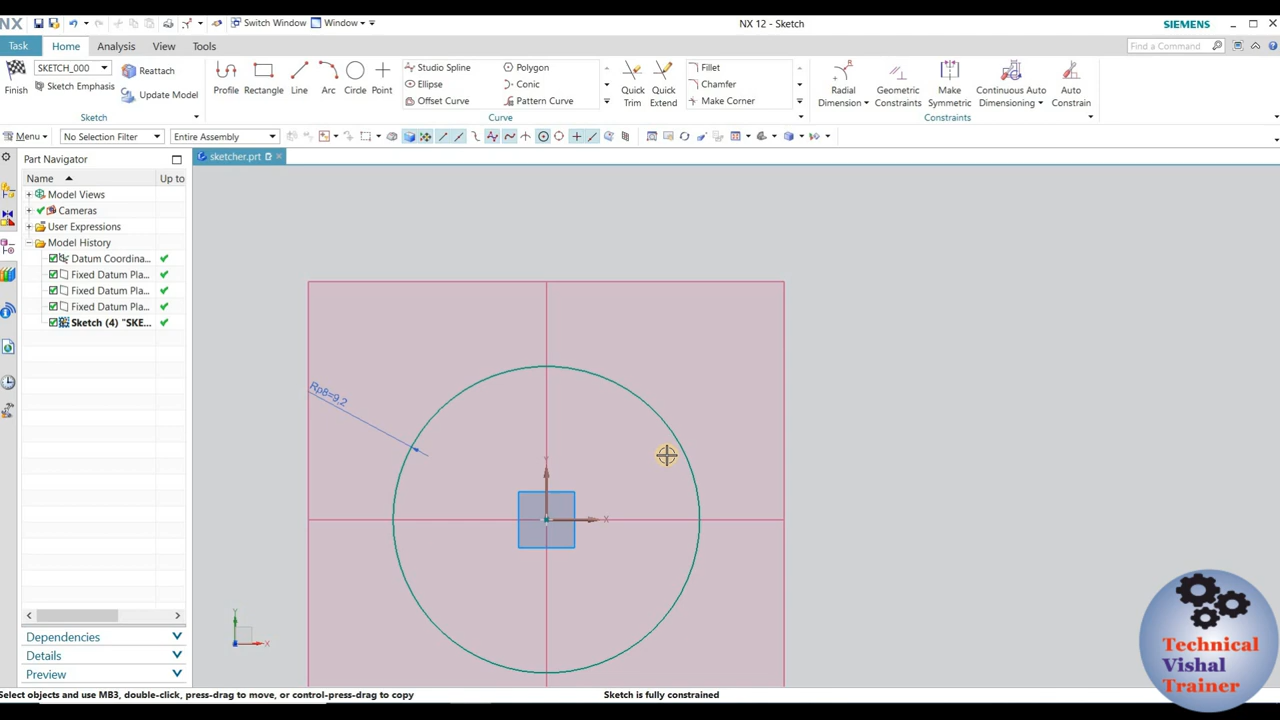 NX
Switch Window
Window
NX 12 - Sketch
SIEMENS
Task
Home
Analysis
View
Tools
Find a Command
Finish
SKETCH_000
Sketch Emphasis
Reattach
Update Model
Sketch
Profile
Rectangle
Line
Arc
Circle
Point
Studio Spline
Ellipse
Offset Curve
Polygon
Conic
Pattern Curve
Quick Trim
Quick Extend
Fillet
Chamfer
Make Corner
Curve
Radial Dimension
Geometric Constraints
Make Symmetric
Continuous Auto Dimensioning
Auto Constrain
Constraints
Menu
No Selection Filter
Entire Assembly
Part Navigator
sketcher.prt
Name
Up to
Model Views
Cameras
User Expressions
Model History
Datum Coordina...
Fixed Datum Pla...
Fixed Datum Pla...
Fixed Datum Pla...
Sketch (4) "SKE...
Rp8=9,2
Y
X
Y
X
Dependencies
Details
Preview
Select objects and use MB3, double-click, press-drag to move, or control-press-drag to copy
Sketch is fully constrained
Technical
Vishal
Trainer